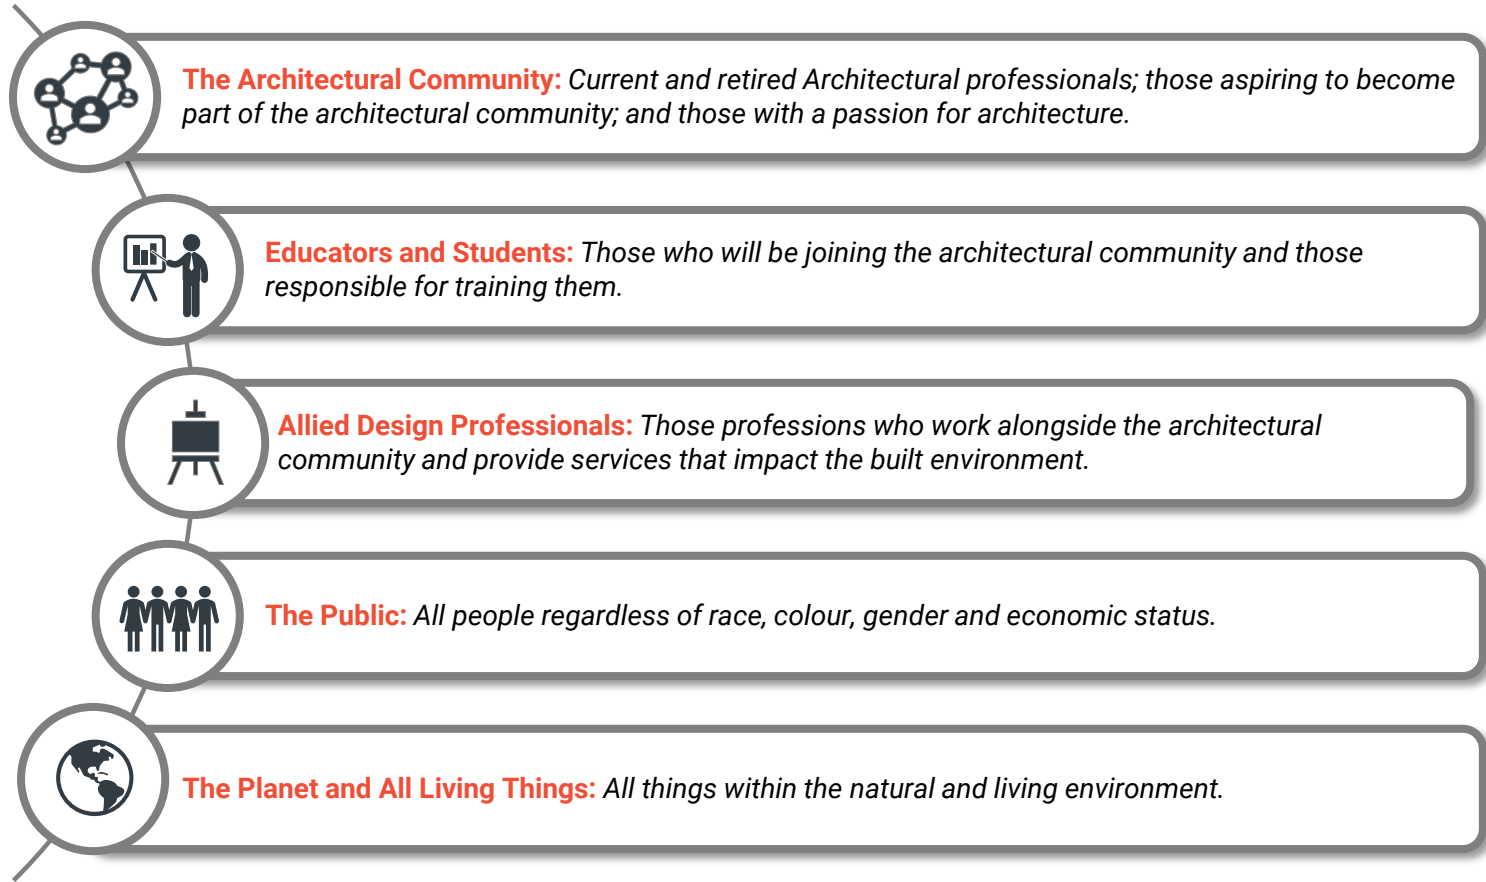 The Architectural Community: Current and retired Architectural professionals; those aspiring to become
part of the architectural community; and those with a passion for architecture.
Educators and Students: Those who will be joining the architectural community and those
responsible for training them.
Allied Design Professionals: Those professions who work alongside the architectural
community and provide services that impact the built environment.
The Public: All people regardless of race, colour, gender and economic status.
The Planet and All Living Things: All things within the natural and living environment.